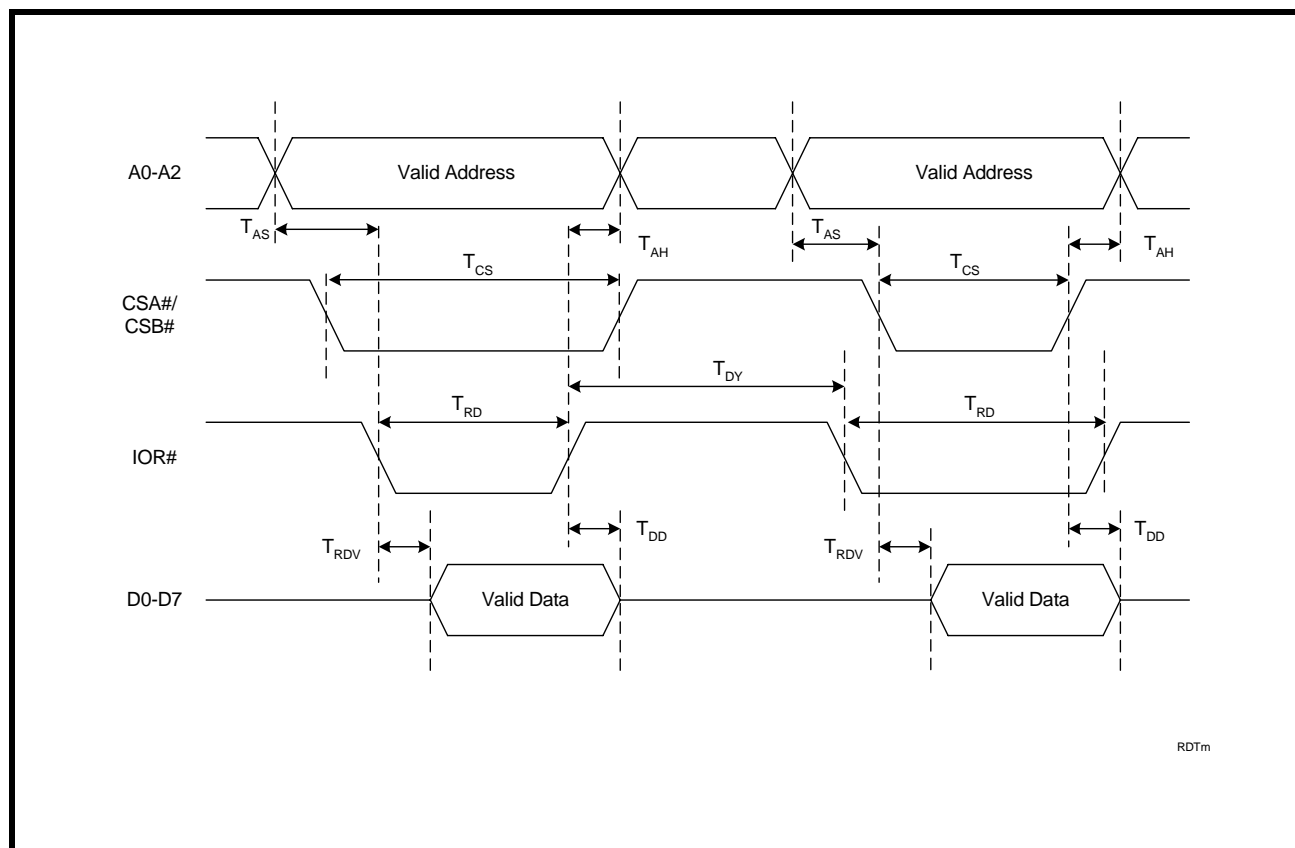 A0-A2
Valid Address
Valid Address
TAS
TAH
TAS
TAH
TCS
TCS
CSA#/
CSB#
TDY
TRD
TRD
IOR#
TRDV
TDD
TRDV
TDD
D0-D7
Valid Data
Valid Data
RDTm